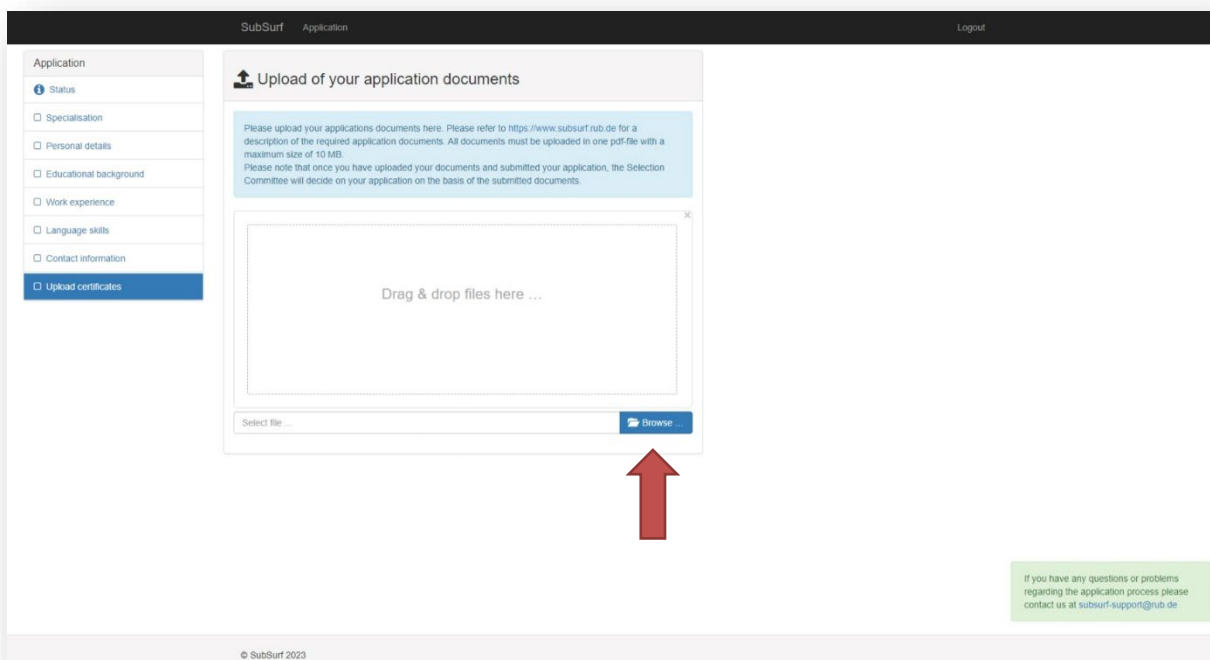 SubSurf Application Logout
Application
Status
Specialisation
Personal details
Educational background
Work experience
Language skills
Contact information
Upload certificates
Upload of your application documents
Please upload your applications documents here. Please refer to https://www.subsurf.rub.de for a
description of the required application documents. All documents must be uploaded in one pdf-file with a
maximum size of 10 MB.
Please note that once you have uploaded your documents and submitted your application, the Selection
Committee will decide on your application on the basis of the submitted documents.
×
Drag & drop files here …
Select file ...
Browse ...
If you have any questions or problems
regarding the application process please
contact us at subsurf-support@rub.de
© SubSurf 2023